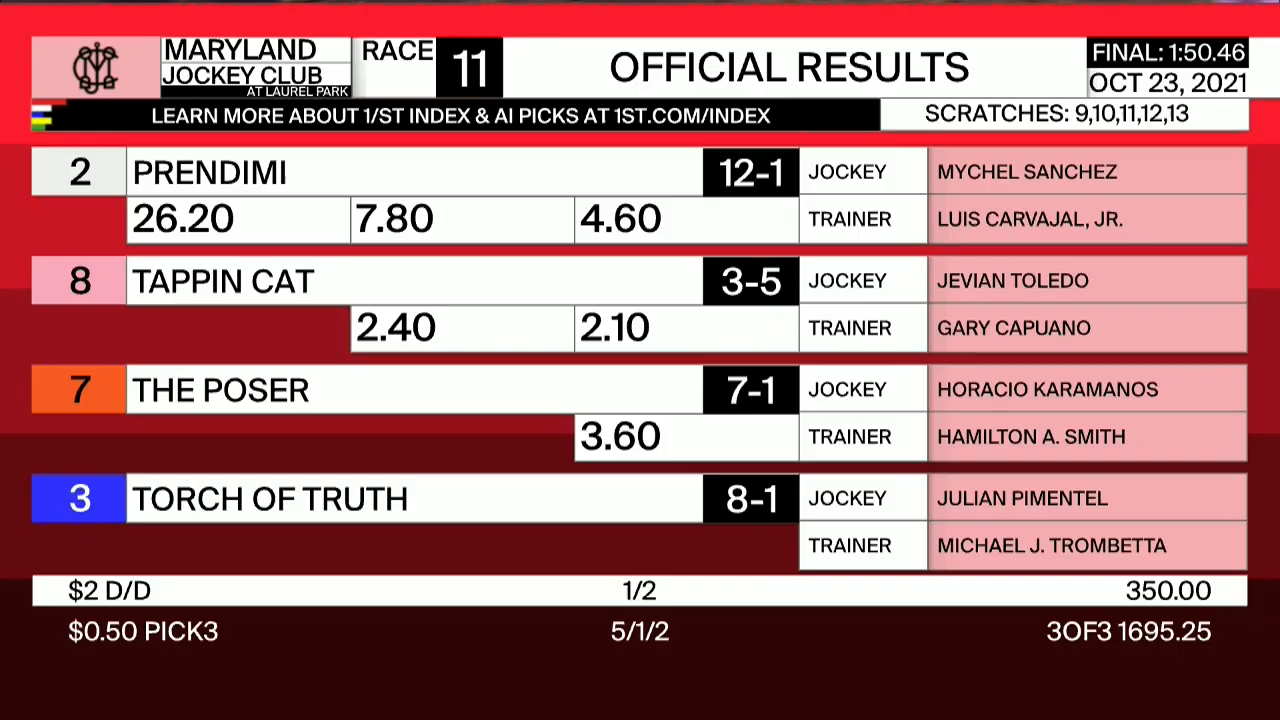 MARYLAND
JOCKEY CLUB
AT LAUREL PARK
RACE 11
OFFICIAL RESULTS
FINAL: 1:50.46
OCT 23, 2021
LEARN MORE ABOUT 1/ST INDEX & AI PICKS AT 1ST.COM/INDEX
SCRATCHES: 9,10,11,12,13
2 PRENDIMI 12-1 JOCKEY MYCHEL SANCHEZ
26.20 7.80 4.60 TRAINER LUIS CARVAJAL, JR.
8 TAPPIN CAT 3-5 JOCKEY JEVIAN TOLEDO
2.40 2.10 TRAINER GARY CAPUANO
7 THE POSER 7-1 JOCKEY HORACIO KARAMANOS
3.60 TRAINER HAMILTON A. SMITH
3 TORCH OF TRUTH 8-1 JOCKEY JULIAN PIMENTEL
TRAINER MICHAEL J. TROMBETTA
$2 D/D 1/2 350.00
$0.50 PICK3 5/1/2 3OF3 1695.25